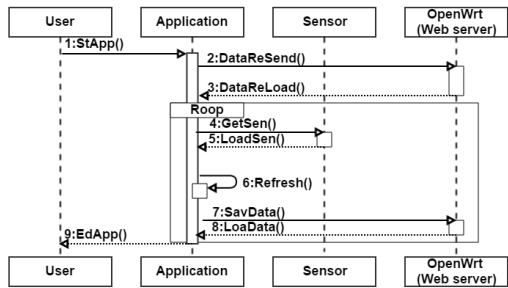 User
Application
Sensor
OpenWrt
(Web server)
1:StApp()
2:DataReSend()
3:DataReLoad()
Roop
4:GetSen()
5:LoadSen()
6:Refresh()
7:SavData()
8:LoaData()
9:EdApp()
User
Application
Sensor
OpenWrt
(Web server)